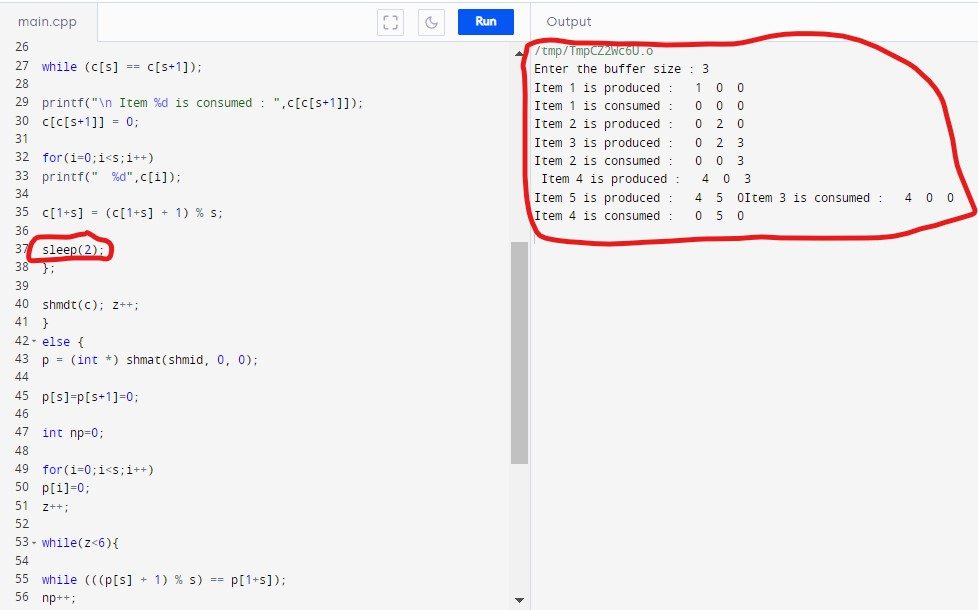 main.cpp
Run
Output
26
27 while (c[s] == c[s+1]);
28
29 printf("\n Item %d is consumed : ",c[c[s+1]]);
30 c[c[s+1]] = 0;
31
32 for(i=0;i<s;i++)
33 printf("  %d",c[i]);
34
35 c[1+s] = (c[1+s] + 1) % s;
36
37 sleep(2);
38 };
39
40 shmdt(c); z++;
41 }
42 else {
43 p = (int *) shmat(shmid, 0, 0);
44
45 p[s]=p[s+1]=0;
46
47 int np=0;
48
49 for(i=0;i<s;i++)
50 p[i]=0;
51 z++;
52
53 while(z<6){
54
55 while (((p[s] + 1) % s) == p[1+s]);
56 np++;
/tmp/TmpCZ2Wc6U.o
Enter the buffer size : 3
Item 1 is produced :   1  0  0
Item 1 is consumed :   0  0  0
Item 2 is produced :   0  2  0
Item 3 is produced :   0  2  3
Item 2 is consumed :   0  0  3
Item 4 is produced :   4  0  3
Item 5 is produced :   4  5  0Item 3 is consumed :   4  0  0
Item 4 is consumed :   0  5  0